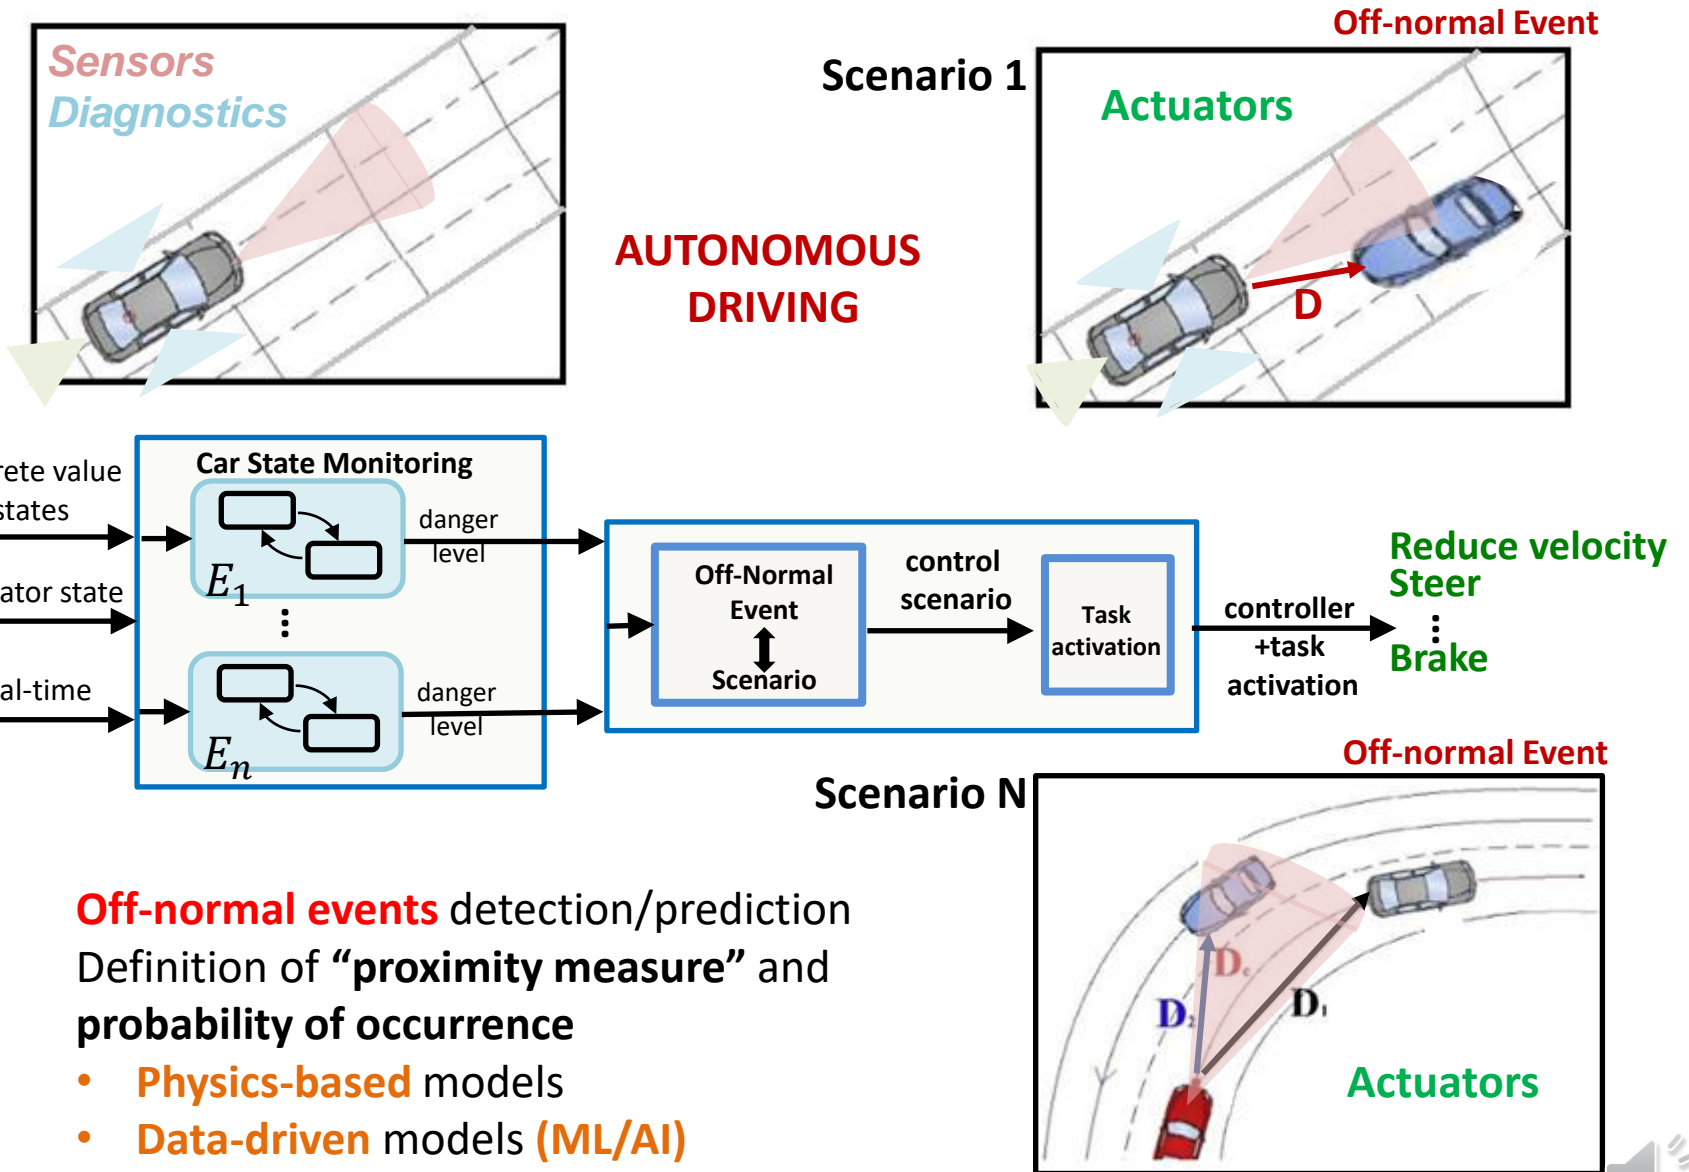 Off-normal Event
Sensors
Diagnostics
Scenario 1
Actuators
AUTONOMOUS
DRIVING
D
rete value
states
ator state
al-time
Car State Monitoring
E1
⋮
En
danger
level
danger
level
Off-Normal
Event
Scenario
control
scenario
Task
activation
controller
+task
activation
Reduce velocity
Steer
⋮
Brake
Off-normal Event
Scenario N
Dc
D2
D1
Actuators
Off-normal events detection/prediction
Definition of “proximity measure” and
probability of occurrence
• Physics-based models
• Data-driven models (ML/AI)